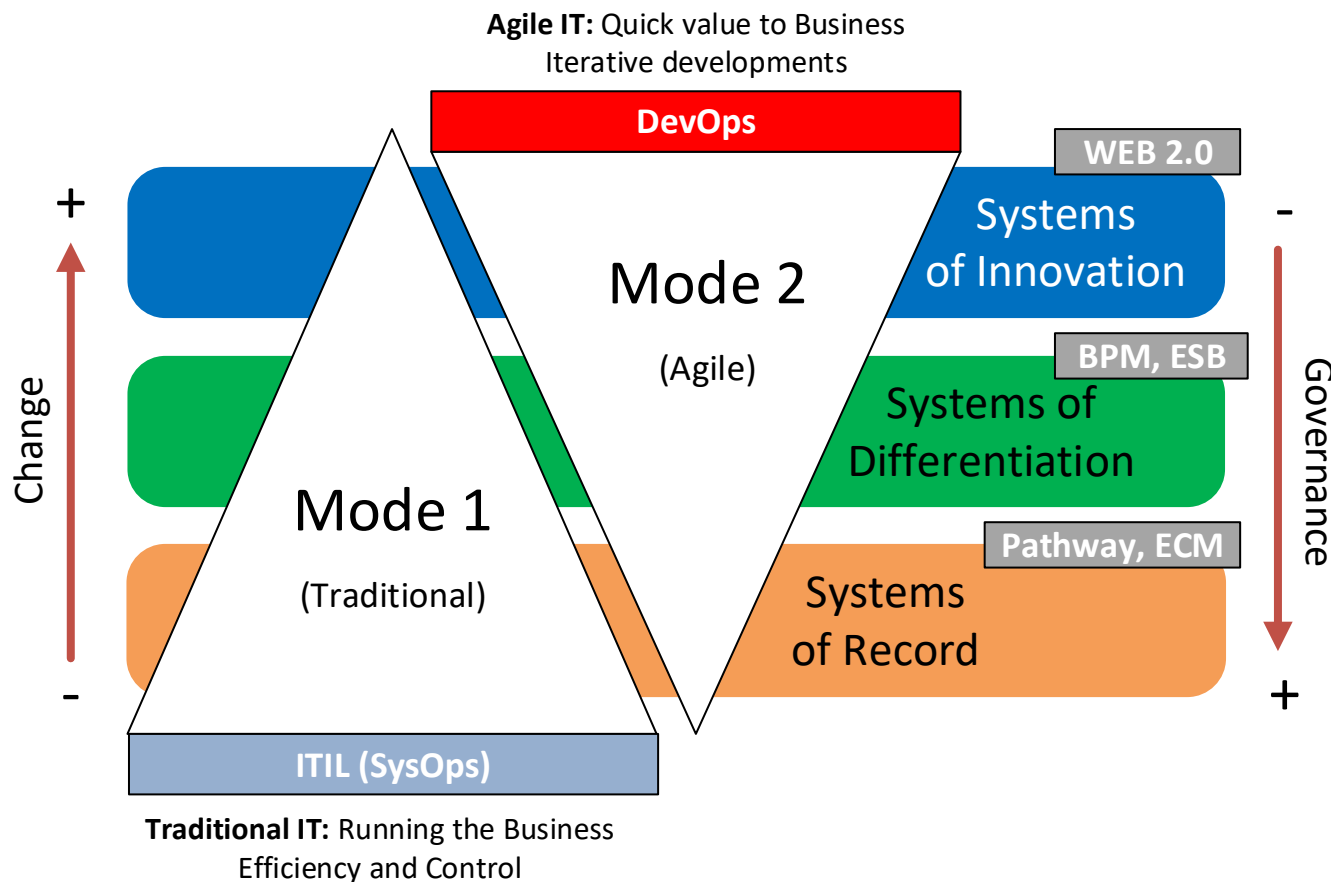 Agile IT: Quick value to Business
Iterative developments
DevOps
WEB 2.0
+
-
Systems
of Innovation
Mode 2
(Agile)
BPM, ESB
Systems of
Differentiation
Change
Governance
Mode 1
(Traditional)
Pathway, ECM
Systems
of Record
-
+
ITIL (SysOps)
Traditional IT: Running the Business
Efficiency and Control